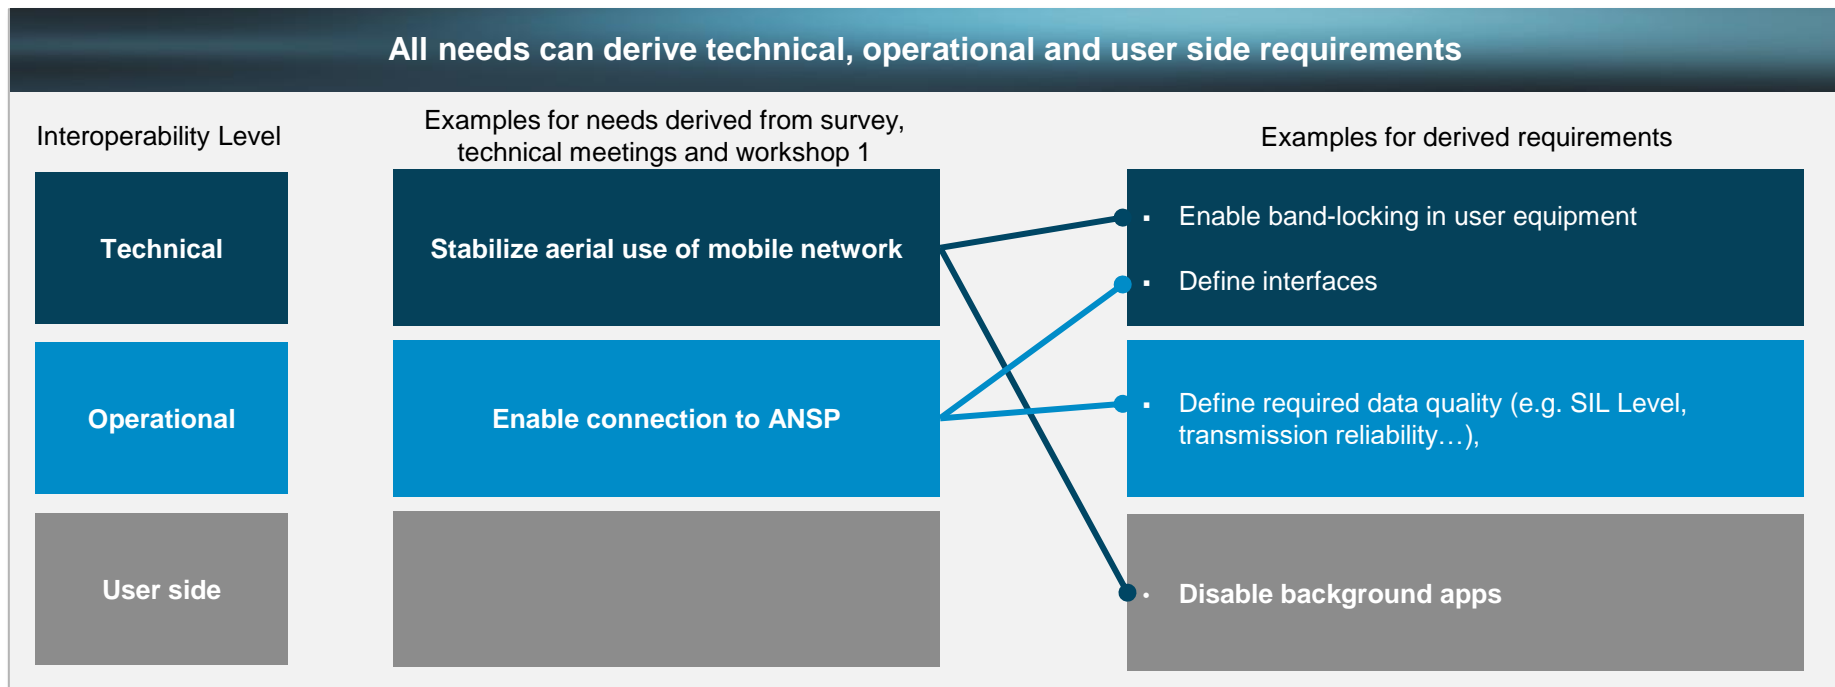 All needs can derive technical, operational and user side requirements
Interoperability Level
Examples for needs derived from survey,
technical meetings and workshop 1
Examples for derived requirements
Technical
Stabilize aerial use of mobile network
▪ Enable band-locking in user equipment
▪ Define interfaces
Operational
Enable connection to ANSP
▪ Define required data quality (e.g. SIL Level,
transmission reliability…),
User side
• Disable background apps